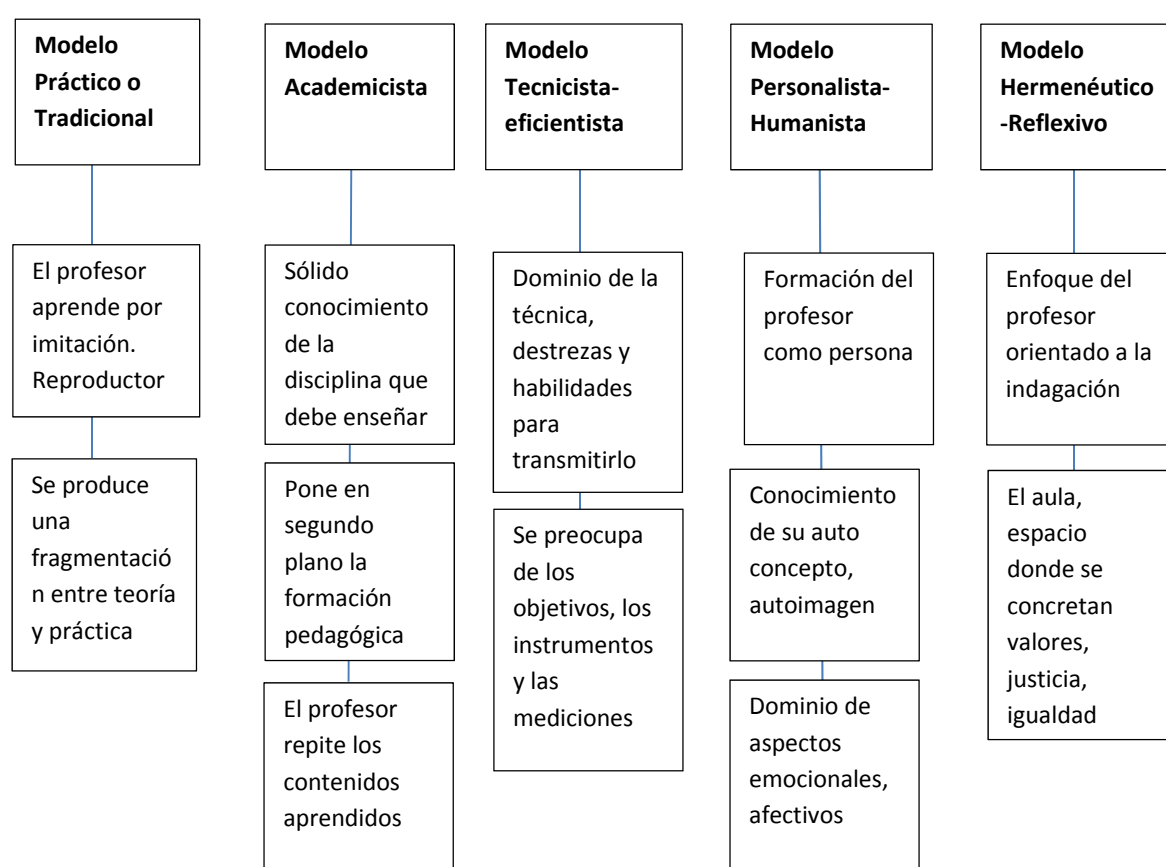 Modelo
Práctico o
Tradicional
El profesor
aprende por
imitación.
Reproductor
Se produce
una
fragmentació
n entre teoría
y práctica
Modelo
Academicista
Sólido
conocimiento
de la
disciplina que
debe enseñar
Pone en
segundo
plano la
formación
pedagógica
El profesor
repite los
contenidos
aprendidos
Modelo
Tecnicista-
eficientista
Dominio de la
técnica,
destrezas y
habilidades
para
transmitirlo
Se preocupa
de los
objetivos, los
instrumentos
y las
mediciones
Modelo
Personalista-
Humanista
Formación del
profesor
como persona
Conocimiento
de su auto
concepto,
autoimagen
Dominio de
aspectos
emocionales,
afectivos
Modelo
Hermenéutico
-Reflexivo
Enfoque del
profesor
orientado a la
indagación
El aula,
espacio
donde se
concretan
valores,
justicia,
igualdad